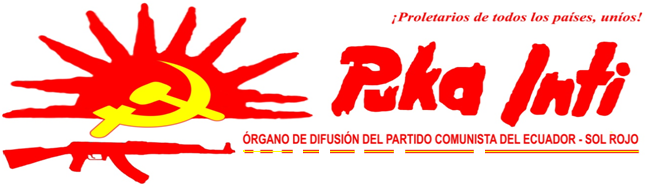 ¡Proletarios de todos los países, uníos!
Puka Inti
ÓRGANO DE DIFUSIÓN DEL PARTIDO COMUNISTA DEL ECUADOR - SOL ROJO